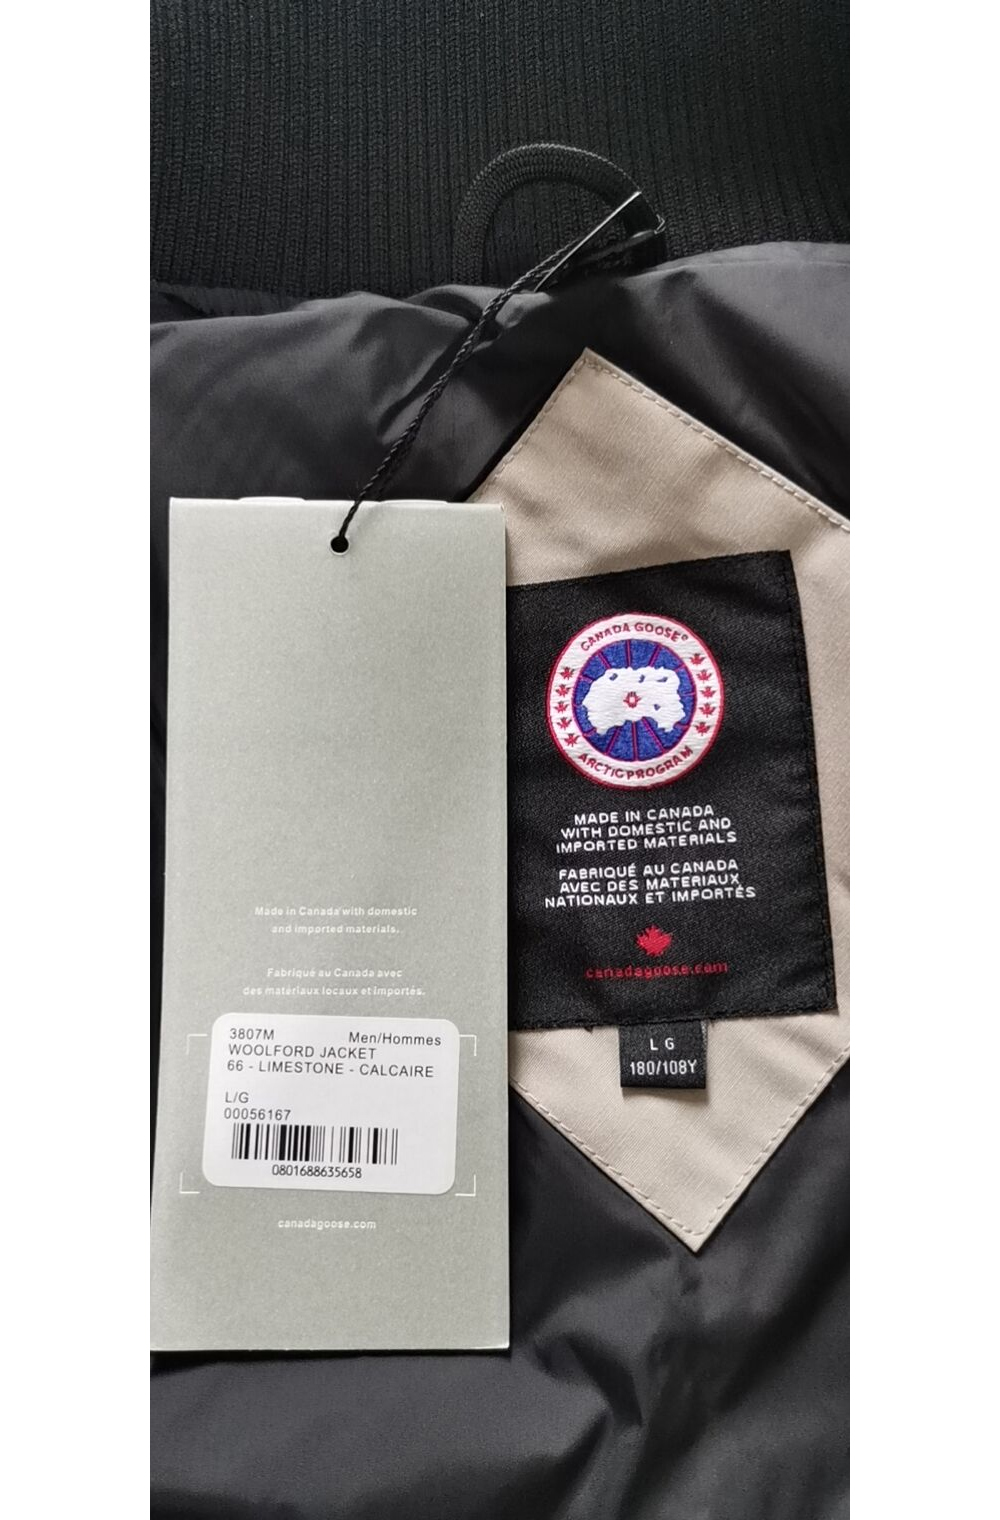 Made in Canada with domestic
and imported materials.
Fabriqué au Canada avec
des matériaux locaux et importés.
3807M Men/Hommes
WOOLFORD JACKET
66 - LIMESTONE - CALCAIRE
L/G
00056167
0801688635658
canadagoose.com
CANADA GOOSE®
ARCTIC PROGRAM
MADE IN CANADA
WITH DOMESTIC AND
IMPORTED MATERIALS
FABRIQUÉ AU CANADA
AVEC DES MATERIAUX
NATIONAUX ET IMPORTÉS
canadagoose.com
L G
180/108Y